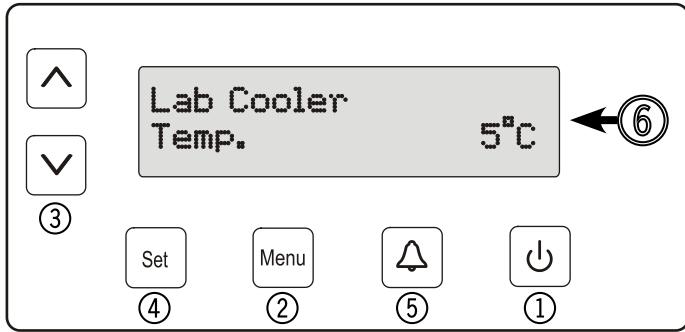 Lab Cooler
Temp. 5°C
⑥
③
Set
Menu
④
②
⑤
①